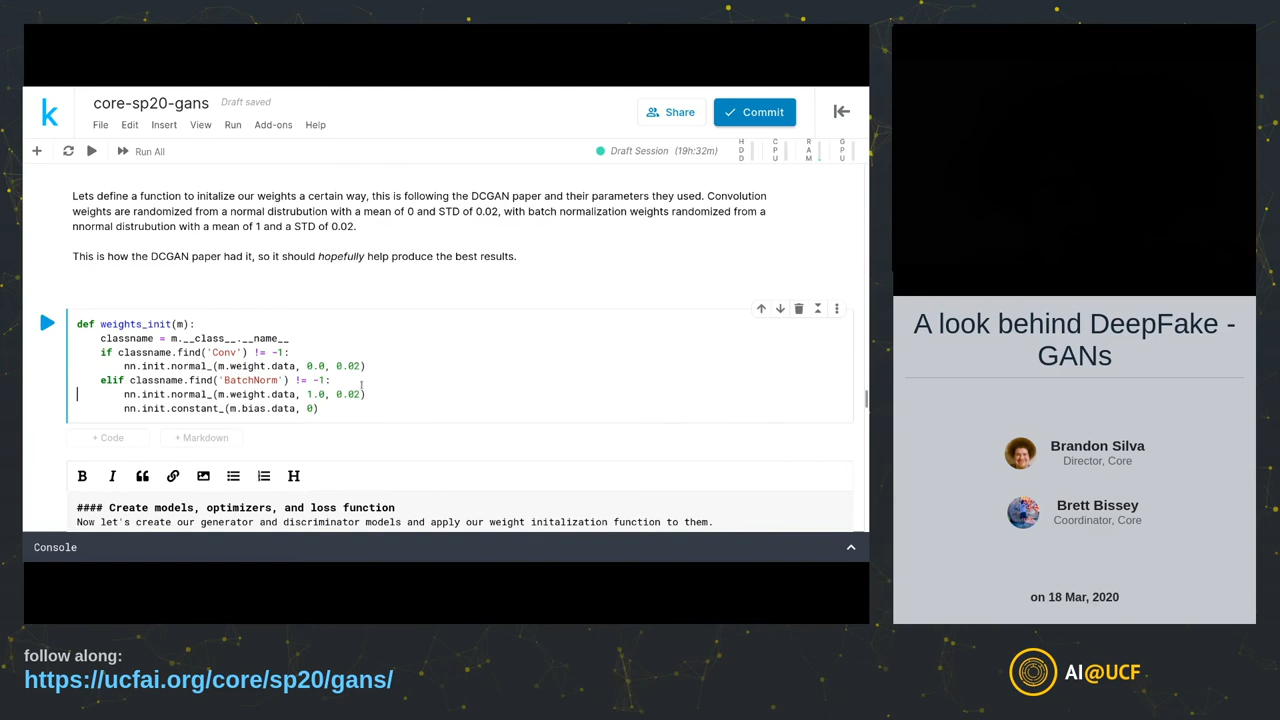 core-sp20-gans
Draft saved
File Edit Insert View Run Add-ons Help
Share
Commit
Run All
Draft Session (19h:32m)
HDD CPU RAM GPU
Lets define a function to initalize our weights a certain way, this is following the DCGAN paper and their parameters they used. Convolution
weights are randomized from a normal distrubution with a mean of 0 and STD of 0.02, with batch normalization weights randomized from a
nnormal distrubution with a mean of 1 and a STD of 0.02.
This is how the DCGAN paper had it, so it should hopefully help produce the best results.
def weights_init(m):
    classname = m.__class__.__name__
    if classname.find('Conv') != -1:
        nn.init.normal_(m.weight.data, 0.0, 0.02)
    elif classname.find('BatchNorm') != -1:
        nn.init.normal_(m.weight.data, 1.0, 0.02)
        nn.init.constant_(m.bias.data, 0)
+ Code
+ Markdown
B I H
#### Create models, optimizers, and loss function
Now let's create our generator and discriminator models and apply our weight initalization function to them.
Console
A look behind DeepFake -
GANs
Brandon Silva
Director, Core
Brett Bissey
Coordinator, Core
on 18 Mar, 2020
follow along:
https://ucfai.org/core/sp20/gans/
AI@UCF